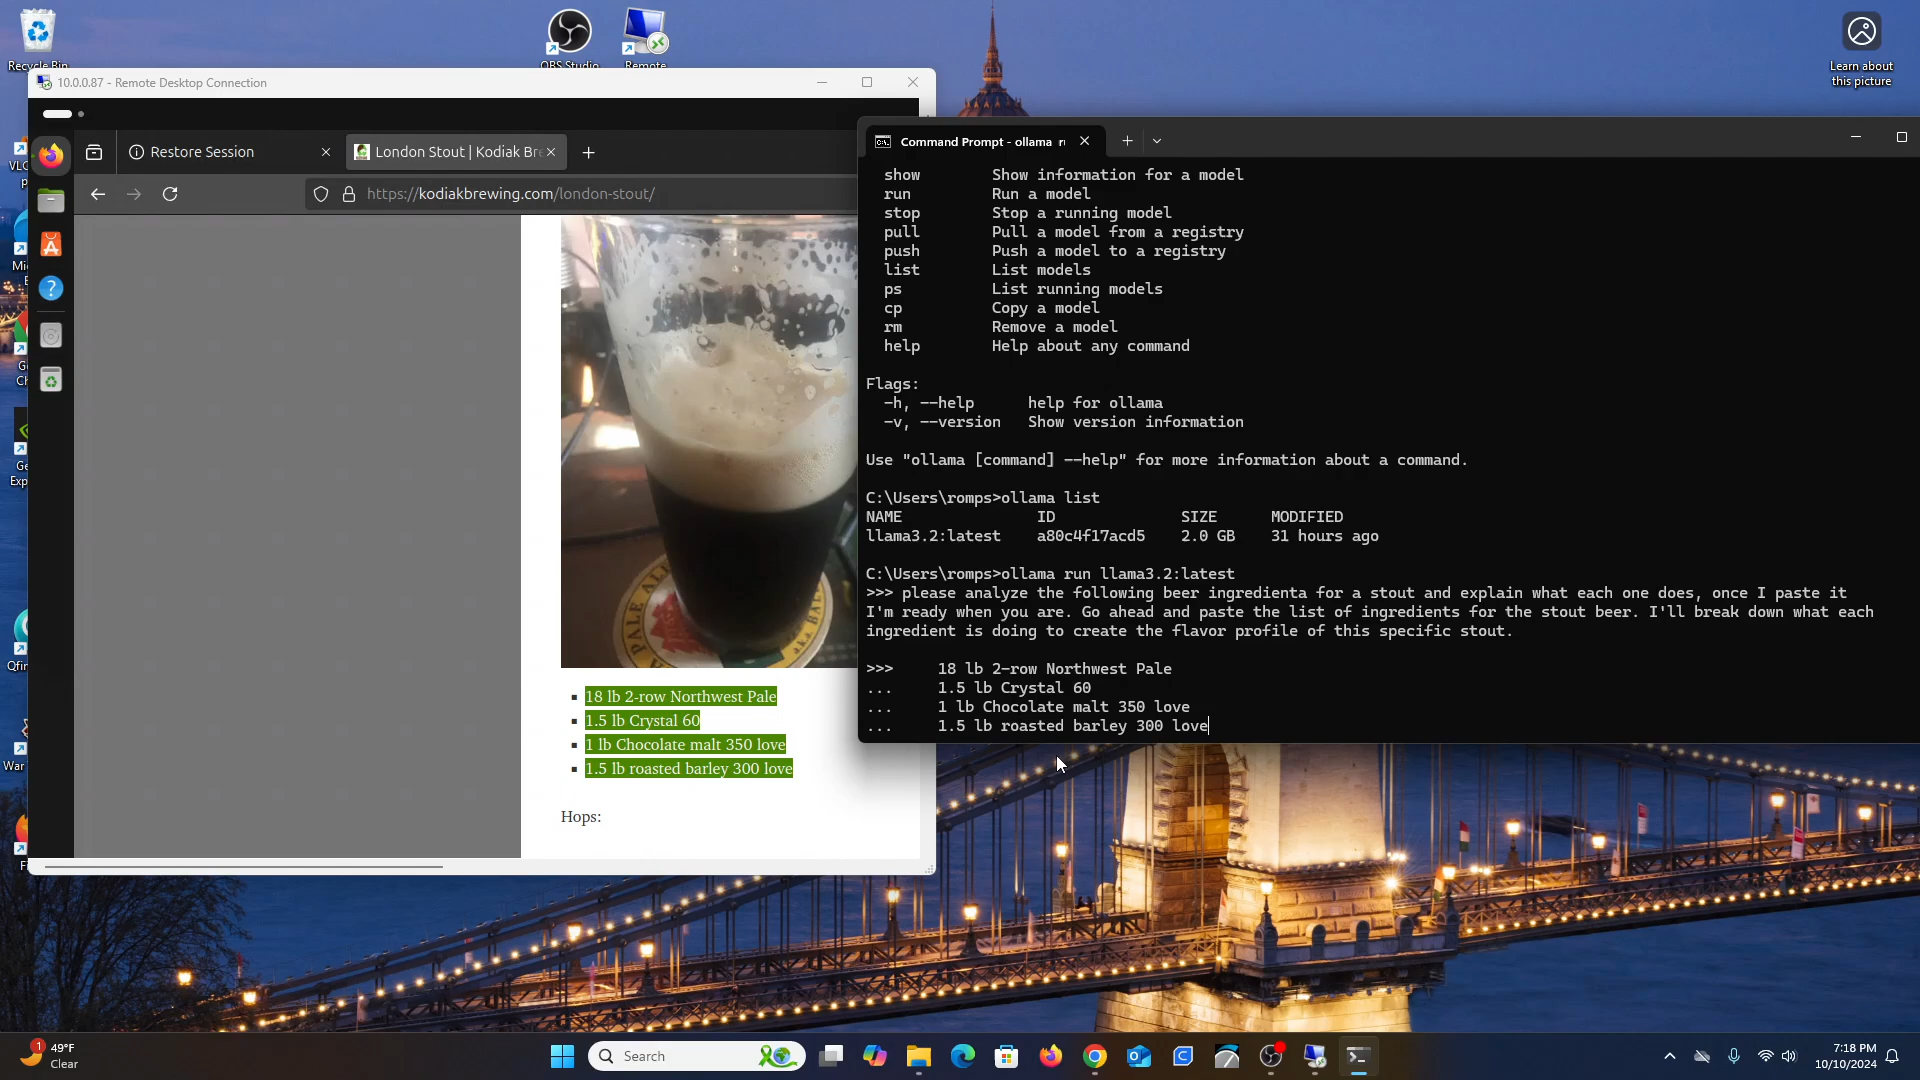 Recycle Bin
OBS Studio
Remote
Learn about
this picture
10.0.0.87 - Remote Desktop Connection
Restore Session
London Stout | Kodiak Bre
https://kodiakbrewing.com/london-stout/
PALE AL
18 lb 2-row Northwest Pale
1.5 lb Crystal 60
1 lb Chocolate malt 350 love
1.5 lb roasted barley 300 love
Hops:
Command Prompt - ollama r
show Show information for a model
run Run a model
stop Stop a running model
pull Pull a model from a registry
push Push a model to a registry
list List models
ps List running models
cp Copy a model
rm Remove a model
help Help about any command
Flags:
-h, --help help for ollama
-v, --version Show version information
Use "ollama [command] --help" for more information about a command.
C:\Users\romps>ollama list
NAME ID SIZE MODIFIED
llama3.2:latest a80c4f17acd5 2.0 GB 31 hours ago
C:\Users\romps>ollama run llama3.2:latest
>>> please analyze the following beer ingredienta for a stout and explain what each one does, once I paste it
I'm ready when you are. Go ahead and paste the list of ingredients for the stout beer. I'll break down what each
ingredient is doing to create the flavor profile of this specific stout.
>>> 18 lb 2-row Northwest Pale
... 1.5 lb Crystal 60
... 1 lb Chocolate malt 350 love
... 1.5 lb roasted barley 300 love
VLC
p
Mi
E
G
Ch
Ge
Exp
Qfin
War
F
1
49°F
Clear
Search
7:18 PM
10/10/2024